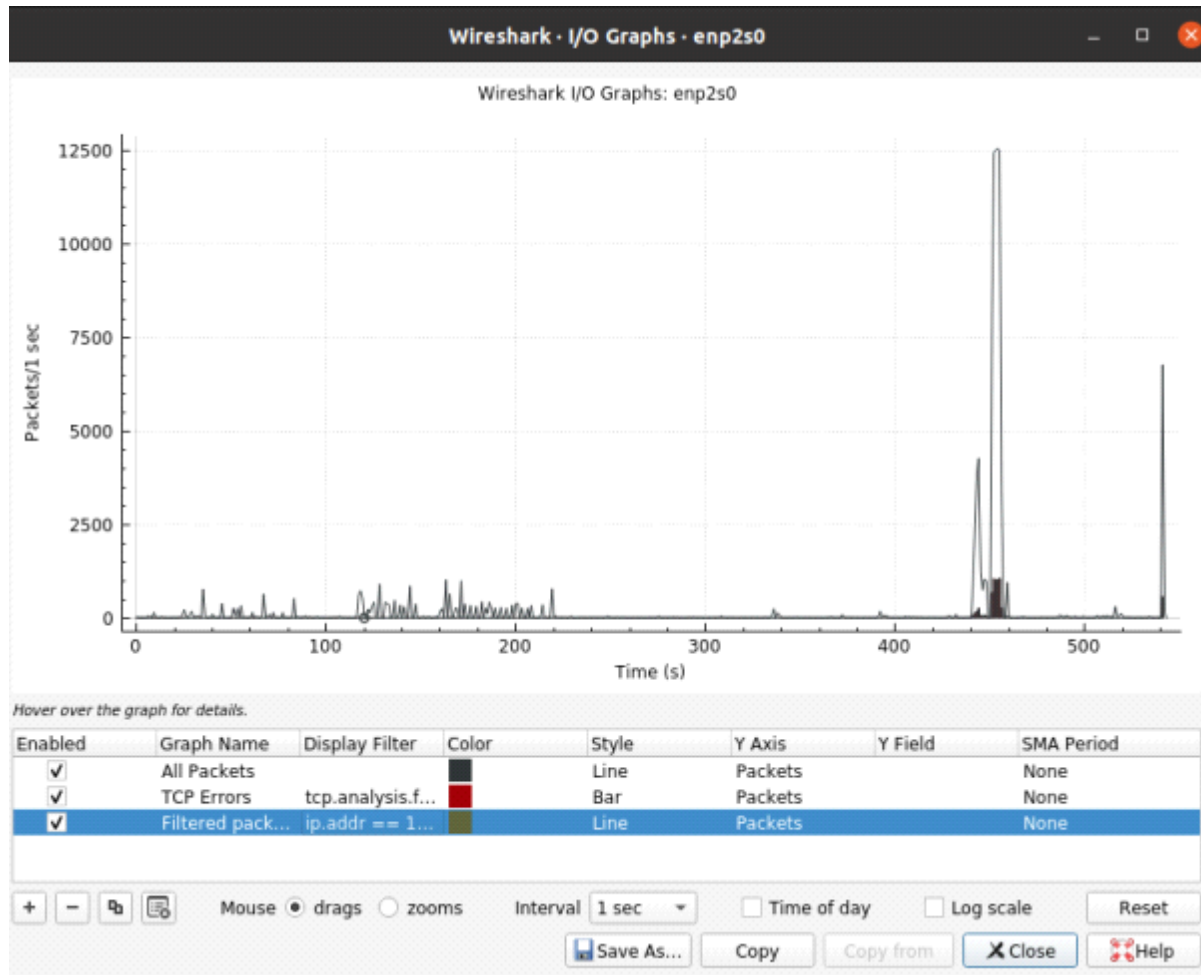 Wireshark · I/O Graphs · enp2s0
Wireshark I/O Graphs: enp2s0
12500
10000
7500
5000
2500
0
Packets/1 sec
0 100 200 300 400 500
Time (s)
Hover over the graph for details.
Enabled Graph Name Display Filter Color Style Y Axis Y Field SMA Period
All Packets Line Packets None
TCP Errors tcp.analysis.f... Bar Packets None
Filtered pack... ip.addr == 1... Line Packets None
+ − Mouse drags zooms Interval 1 sec Time of day Log scale Reset
Save As... Copy Copy from Close Help